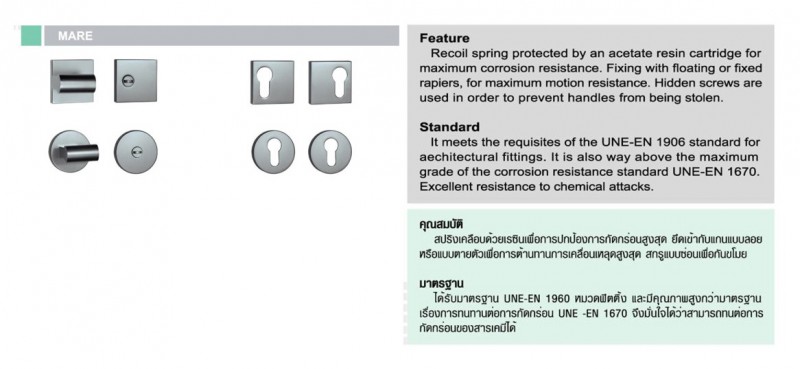 MARE
Feature
Recoil spring protected by an acetate resin cartridge for
maximum corrosion resistance. Fixing with floating or fixed
rapiers, for maximum motion resistance. Hidden screws are
used in order to prevent handles from being stolen.
Standard
It meets the requisites of the UNE-EN 1906 standard for
aechitectural fittings. It is also way above the maximum
grade of the corrosion resistance standard UNE-EN 1670.
Excellent resistance to chemical attacks.
คุณสมบัติ
สปริงเคลือบด้วยเรซินเพื่อการปกป้องการกัดกร่อนสูงสุด ยึดเข้ากับแกนแบบลอย
หรือแบบตายตัวเพื่อการต้านทานการเคลื่อนเหลุดสูงสุด สกรูแบบซ่อนเพื่อกันขโมย
มาตรฐาน
ได้รับมาตรฐาน UNE-EN 1960 หมวดฟิตติ้ง และมีคุณภาพสูงกว่ามาตรฐาน
เรื่องการทนทานต่อการกัดกร่อน UNE -EN 1670 จึงมั่นใจได้ว่าสามารถทนต่อการ
กัดกร่อนของสารเคมีได้